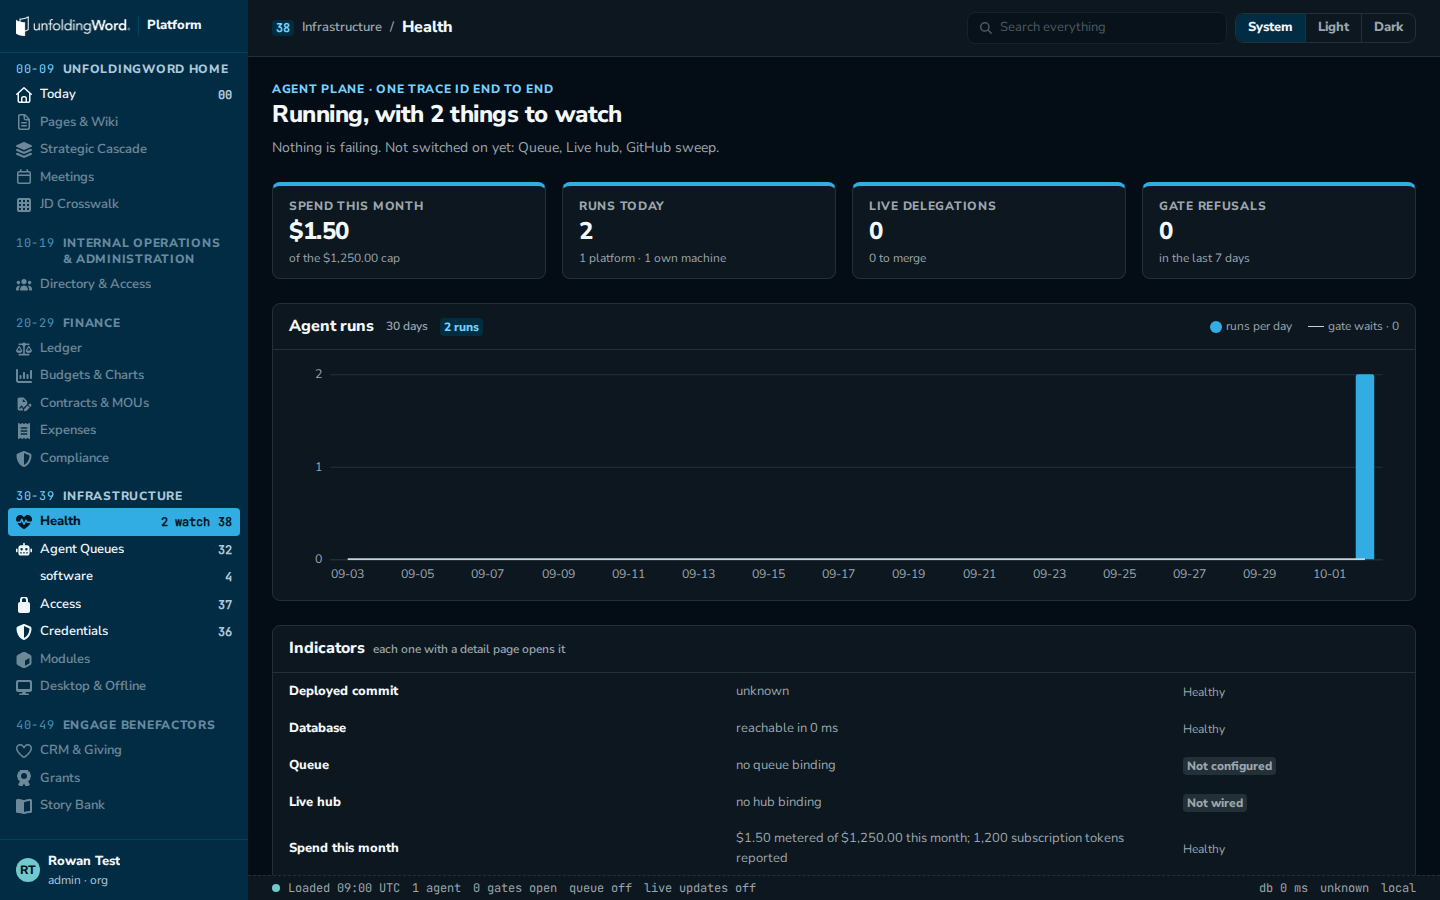 unfoldingWord® Platform
38 Infrastructure / Health
Search everything
System Light Dark
00-09 UNFOLDINGWORD HOME
Today 00
Pages & Wiki
Strategic Cascade
Meetings
JD Crosswalk
10-19 INTERNAL OPERATIONS
& ADMINISTRATION
Directory & Access
20-29 FINANCE
Ledger
Budgets & Charts
Contracts & MOUs
Expenses
Compliance
30-39 INFRASTRUCTURE
Health 2 watch 38
Agent Queues 32
software 4
Access 37
Credentials 36
Modules
Desktop & Offline
40-49 ENGAGE BENEFACTORS
CRM & Giving
Grants
Story Bank
RT
Rowan Test
admin · org
AGENT PLANE · ONE TRACE ID END TO END
Running, with 2 things to watch
Nothing is failing. Not switched on yet: Queue, Live hub, GitHub sweep.
SPEND THIS MONTH
$1.50
of the $1,250.00 cap
RUNS TODAY
2
1 platform · 1 own machine
LIVE DELEGATIONS
0
0 to merge
GATE REFUSALS
0
in the last 7 days
Agent runs 30 days 2 runs
runs per day gate waits · 0
2
1
0
09-03 09-05 09-07 09-09 09-11 09-13 09-15 09-17 09-19 09-21 09-23 09-25 09-27 09-29 10-01
Indicators each one with a detail page opens it
Deployed commit unknown Healthy
Database reachable in 0 ms Healthy
Queue no queue binding Not configured
Live hub no hub binding Not wired
Spend this month $1.50 metered of $1,250.00 this month; 1,200 subscription tokens
reported Healthy
Loaded 09:00 UTC 1 agent 0 gates open queue off live updates off
db 0 ms unknown local